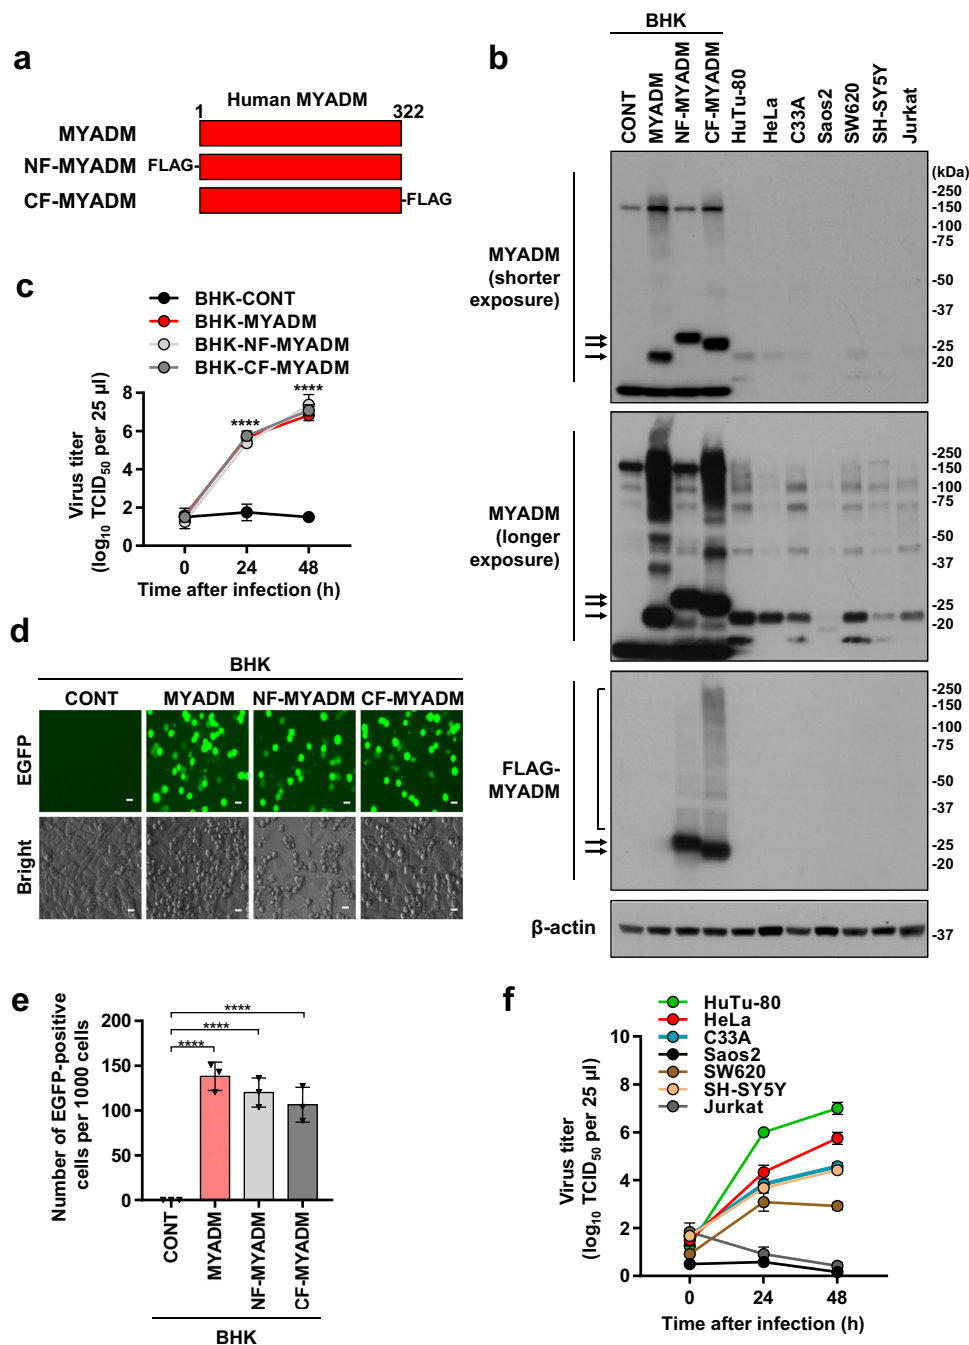 a
Human MYADM
1
322
MYADM
NF-MYADM
FLAG-
CF-MYADM
-FLAG
b
BHK
CONT
MYADM
NF-MYADM
CF-MYADM
HuTu-80
HeLa
C33A
Saos2
SW620
SH-SY5Y
Jurkat
(kDa)
MYADM
(shorter
exposure)
-250
-150
-100
-75
-50
-37
-25
-20
MYADM
(longer
exposure)
-250
-150
-100
-75
-50
-37
-25
-20
FLAG-
MYADM
-250
-150
-100
-75
-50
-37
-25
-20
β-actin
-37
c
BHK-CONT
BHK-MYADM
BHK-NF-MYADM
BHK-CF-MYADM
Virus titer
(log10 TCID50 per 25 µl)
8
6
4
2
0
****
****
0
24
48
Time after infection (h)
d
BHK
CONT
MYADM
NF-MYADM
CF-MYADM
EGFP
Bright
e
Number of EGFP-positive
cells per 1000 cells
200
150
100
50
0
****
****
****
CONT
MYADM
NF-MYADM
CF-MYADM
BHK
f
HuTu-80
HeLa
C33A
Saos2
SW620
SH-SY5Y
Jurkat
Virus titer
(log10 TCID50 per 25 µl)
10
8
6
4
2
0
0
24
48
Time after infection (h)